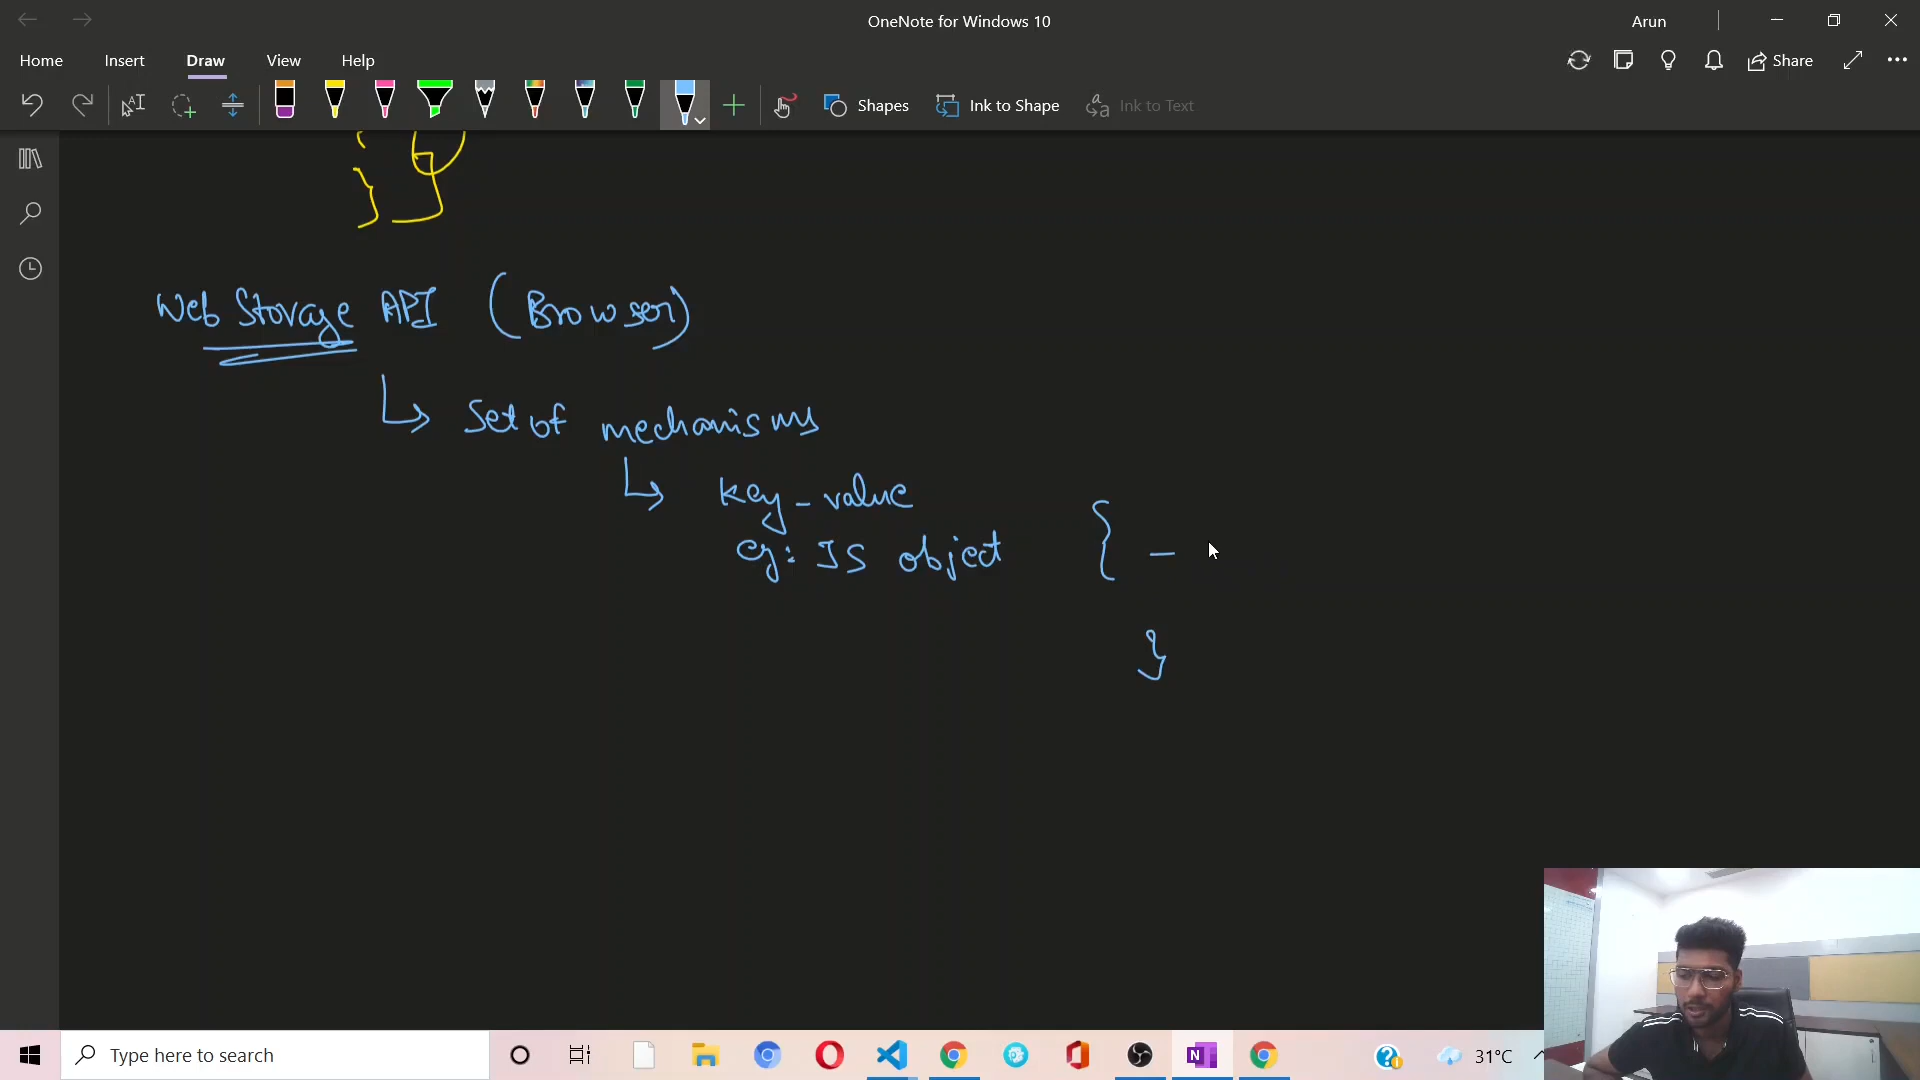 OneNote for Windows 10
Arun
Home Insert Draw View Help
Share
Shapes Ink to Shape Ink to Text
Web Storage API (Browser)
Set of mechanisms
Key-value
eg: JS object { -
}
Type here to search
31°C